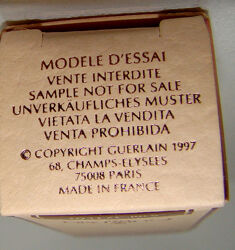 MODELE D'ESSAI
VENTE INTERDITE
SAMPLE NOT FOR SALE
UNVERKÄUFLICHES MUSTER
VIETATA LA VENDITA
VENTA PROHIBIDA
© COPYRIGHT GUERLAIN 1997
68, CHAMPS-ELYSEES
75008 PARIS
MADE IN FRANCE